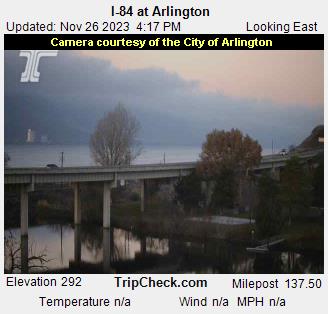 I-84 at Arlington
Updated: Nov 26 2023 4:17 PM Looking East
Camera courtesy of the City of Arlington
Elevation 292 TripCheck.com Milepost 137.50
Temperature n/a Wind n/a MPH n/a